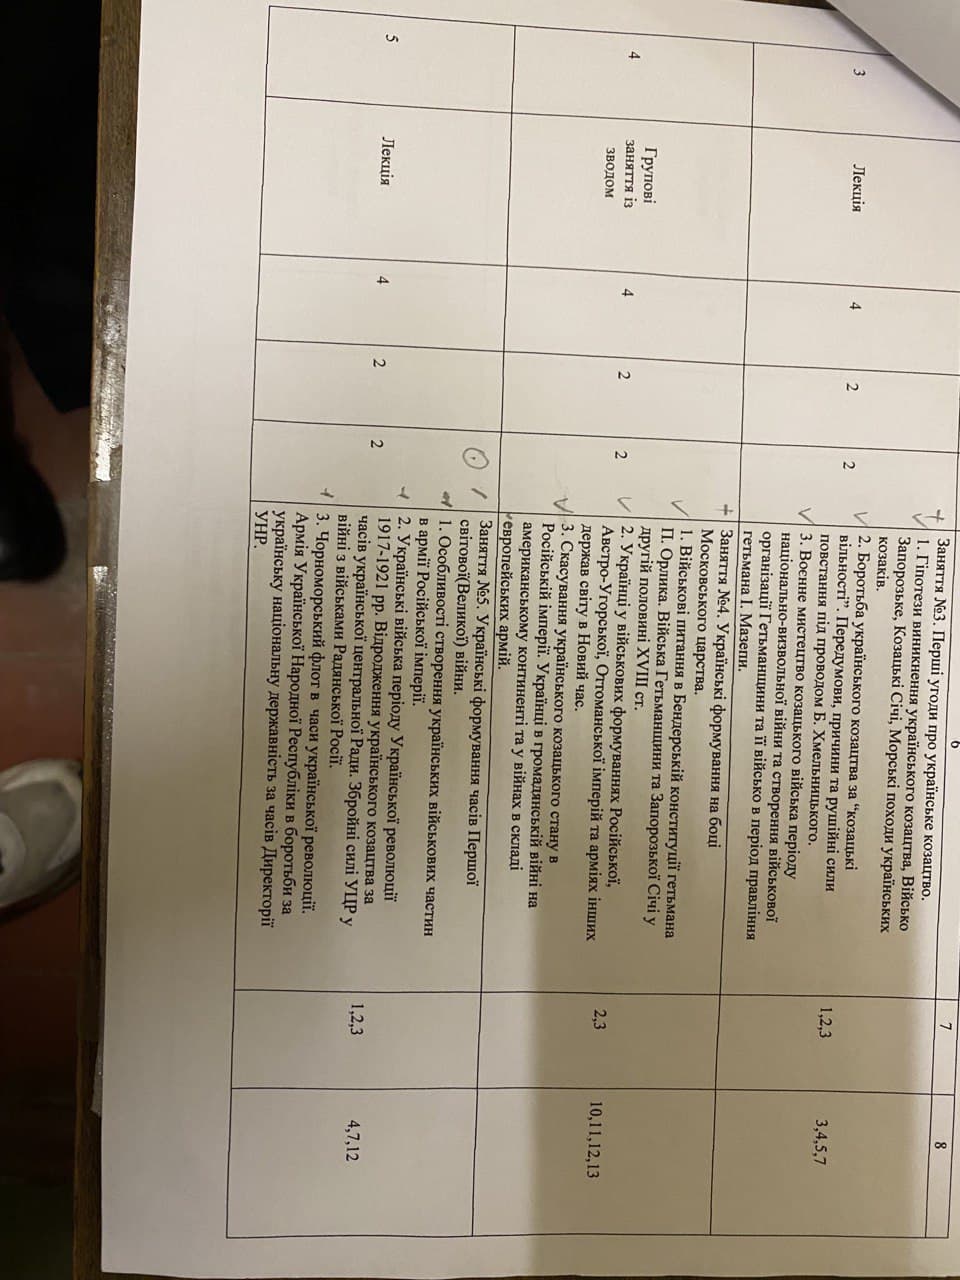 6
7
8
3
Лекція
4
2
2
Заняття №3. Перші угоди про українське козацтво.
1. Гіпотези виникнення українського козацтва, Військо
Запорозьке, Козацькі Січі, Морські походи українських
козаків.
2. Боротьба українського козацтва за “козацькі
вільності”. Передумови, причини та рушійні сили
повстання під проводом Б. Хмельницького.
3. Воєнне мистецтво козацького війська періоду
національно-визвольної війни та створення військової
організації Гетьманщини та її військо в період правління
гетьмана І. Мазепи.
1,2,3
3,4,5,7
4
Групові
заняття із
зводом
4
2
2
Заняття №4. Українські формування на боці
Московського царства.
1. Військові питання в Бендерській конституції гетьмана
П. Орлика. Війська Гетьманщини та Запорозької Січі у
другій половині XVIII ст.
2. Українці у військових формуваннях Російської,
Австро-Угорської, Оттоманської імперій та арміях інших
держав світу в Новий час.
3. Скасування українського козацького стану в
Російській імперії. Українці в громадянській війні на
американському континенті та у війнах в складі
європейських армій.
2,3
10,11,12,13
5
Лекція
4
2
2
Заняття №5. Українські формування часів Першої
світової(Великої) війни.
1. Особливості створення українських військових частин
в армії Російської імперії.
2. Українські війська періоду Української революції
1917-1921 рр. Відродження українського козацтва за
часів української центральної Ради. Збройні силі УЦР у
війні з військами Радянської Росії.
3. Чорноморський флот в часи української революції.
Армія Української Народної Республіки в боротьби за
українську національну державність за часів Директорії
УНР.
1,2,3
4,7,12